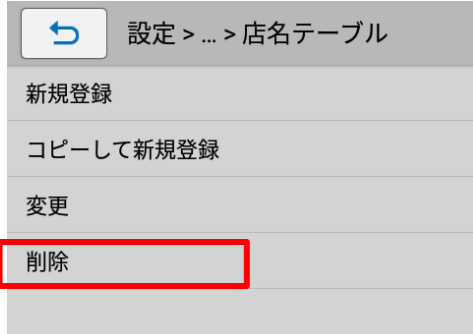 設定 > ... > 店名テーブル
新規登録
コピーして新規登録
変更
削除